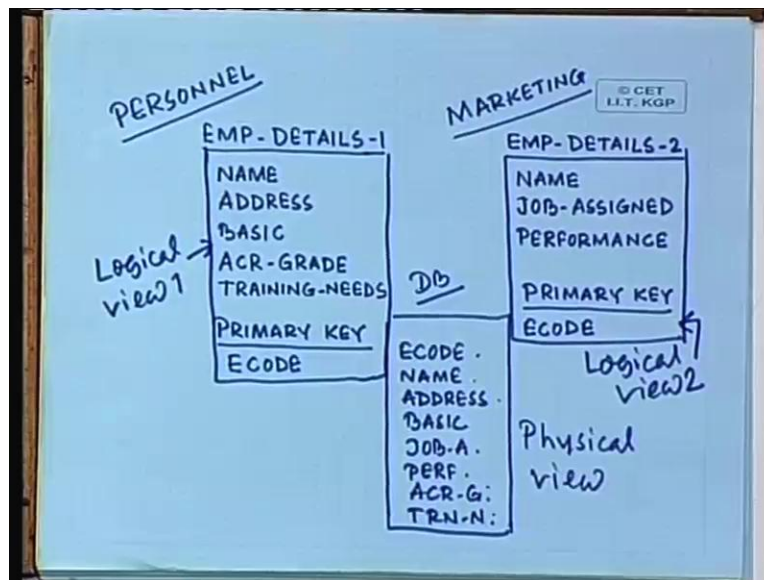 PERSONNEL
EMP-DETAILS-1
NAME
ADDRESS
BASIC
ACR-GRADE
TRAINING-NEEDS
PRIMARY KEY
ECODE
Logical
view1
MARKETING
© CET
I.I.T. KGP
EMP-DETAILS-2
NAME
JOB-ASSIGNED
PERFORMANCE
PRIMARY KEY
ECODE
Logical
view2
DB
ECODE.
NAME.
ADDRESS.
BASIC
JOB-A.
PERF.
ACR-G:
TRN-N:
Physical
view